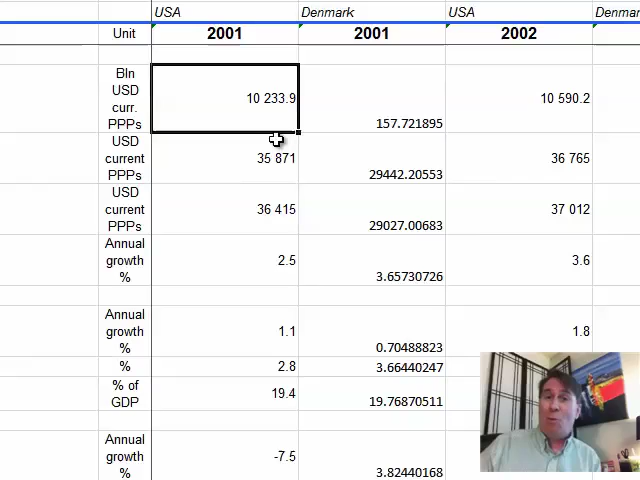 USA Denmark USA Denmar
Unit 2001 2001 2002
Bln
USD
curr.
PPPs
10 233.9 157.721895 10 590.2
USD
current
PPPs
35 871 29442.20553 36 765
USD
current
PPPs
36 415 29027.00683 37 012
Annual
growth
%
2.5 3.65730726 3.6
Annual
growth
%
1.1 0.70488823 1.8
% 2.8 3.66440247
% of
GDP
19.4 19.76870511
Annual
growth
%
-7.5 3.82440168